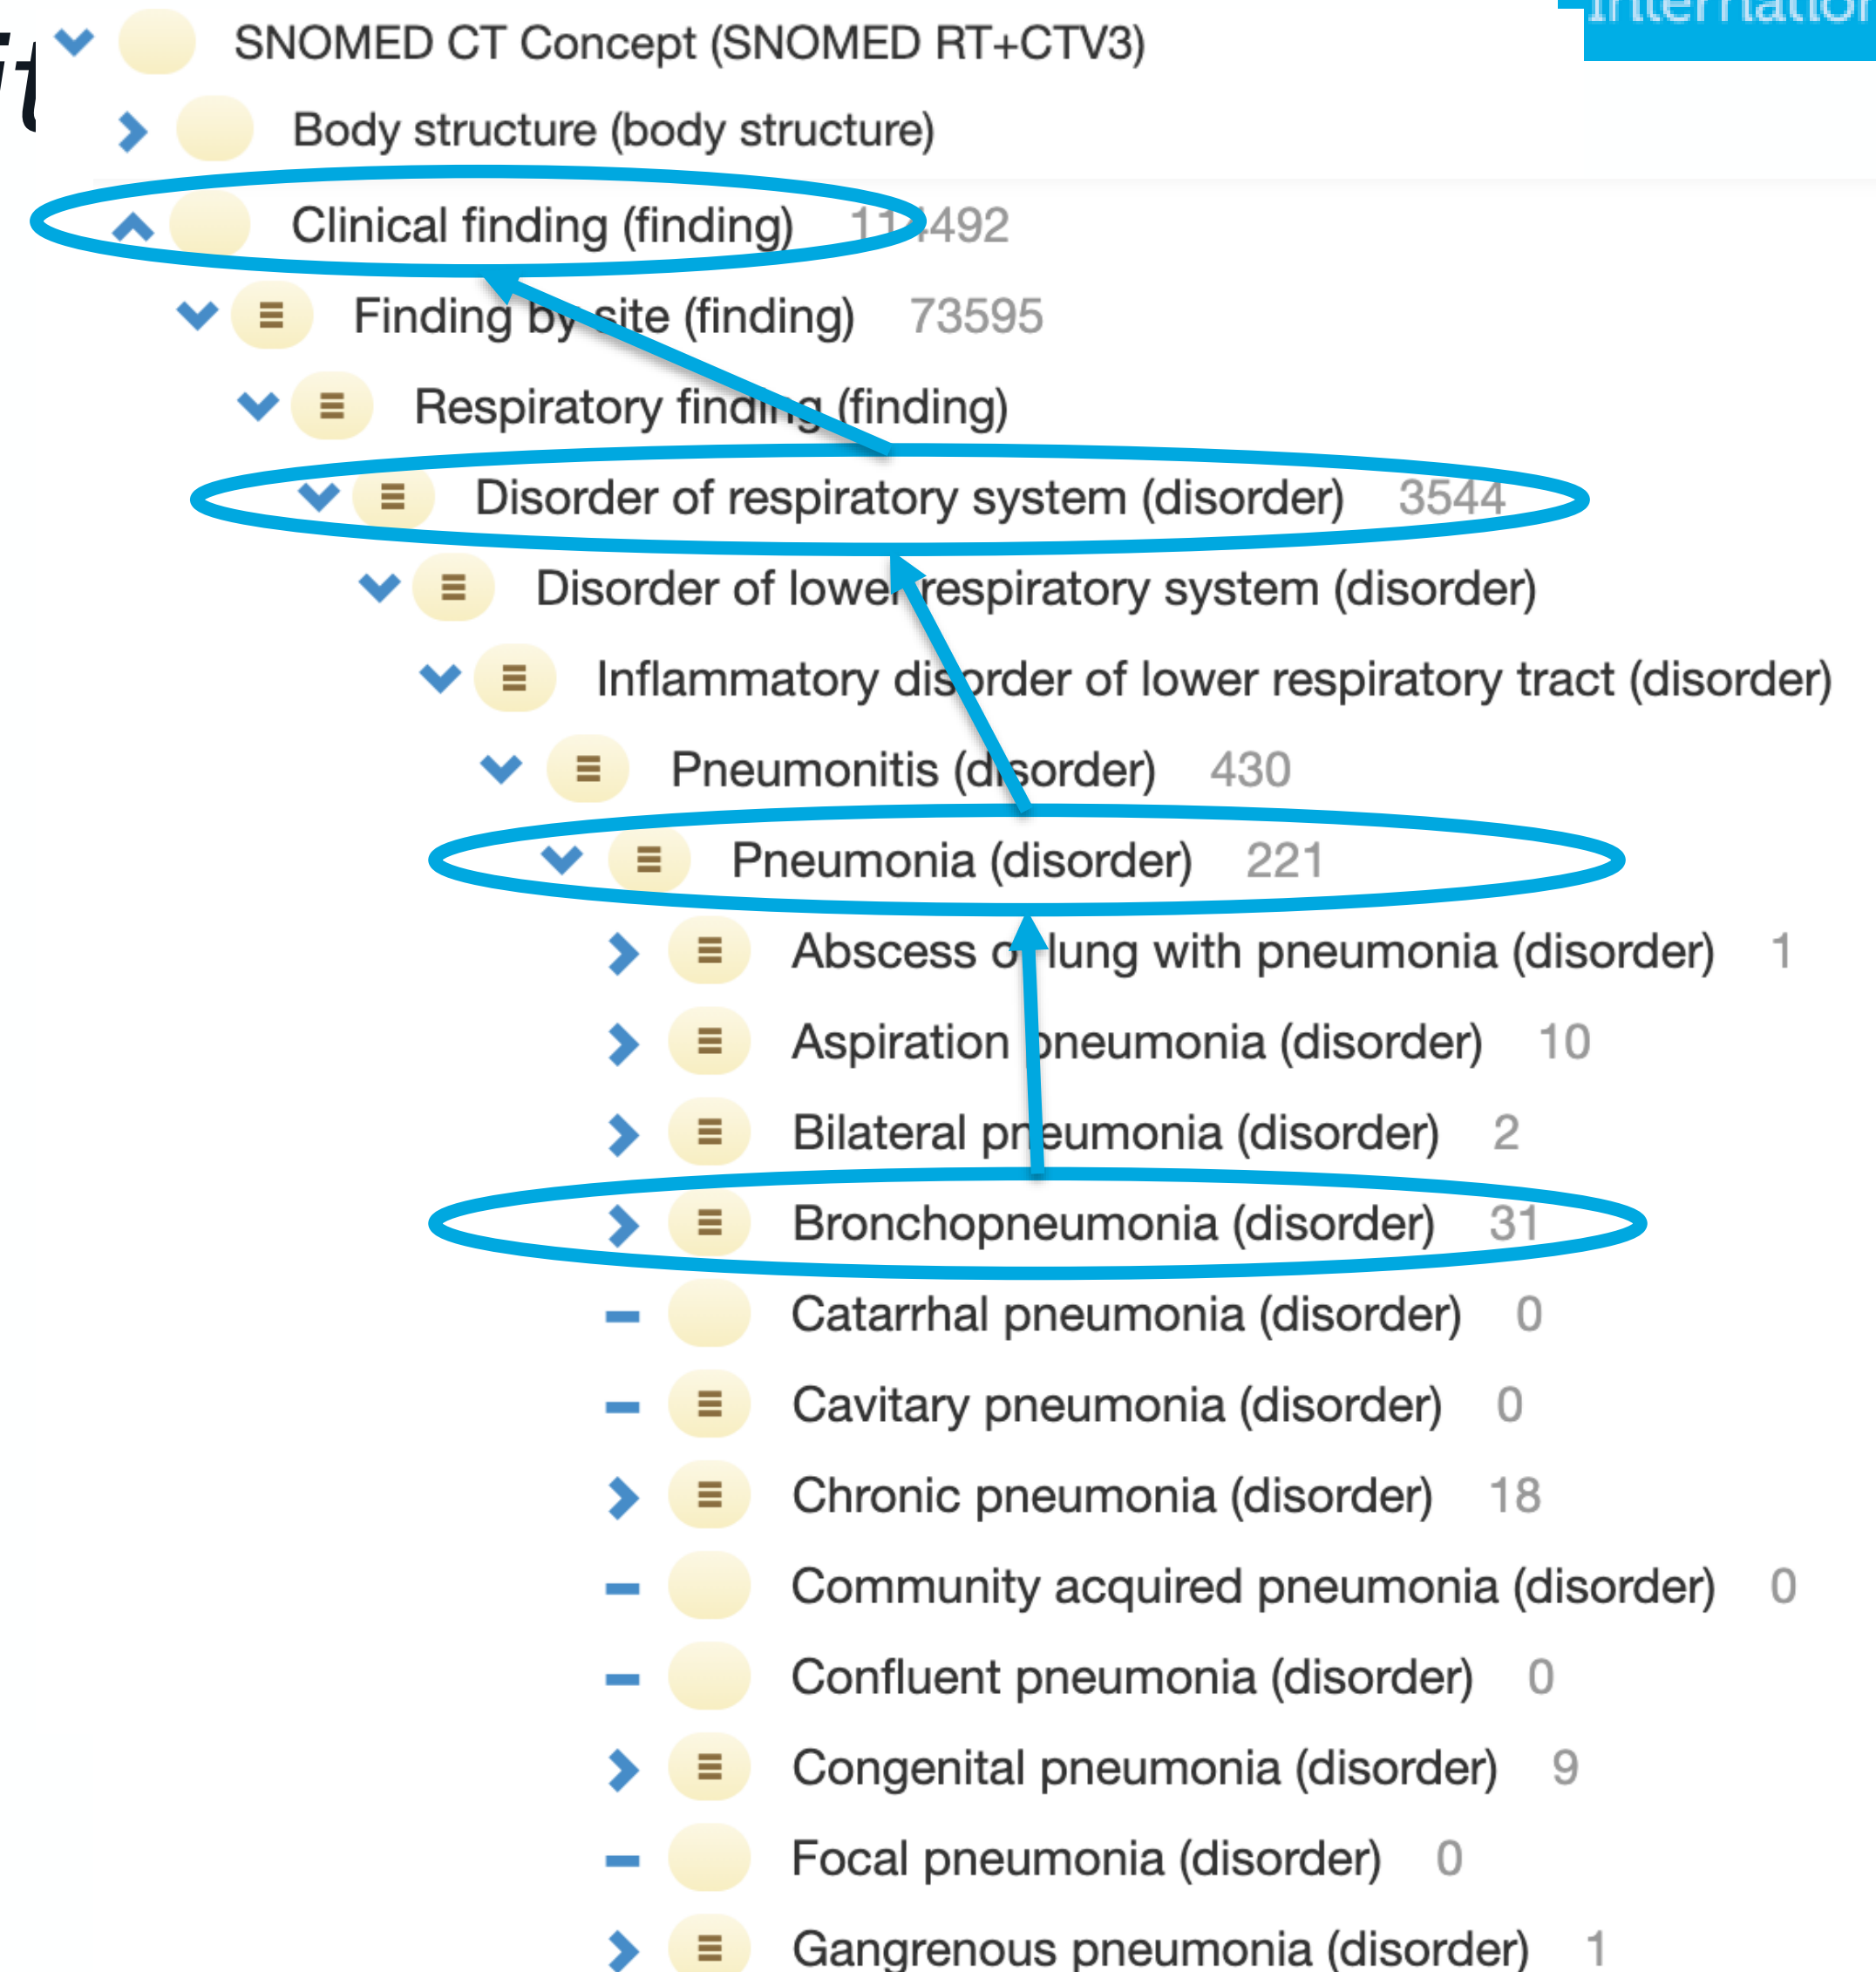 Internation
it
SNOMED CT Concept (SNOMED RT+CTV3)
Body structure (body structure)
Clinical finding (finding) 114492
Finding by site (finding) 73595
Respiratory finding (finding)
Disorder of respiratory system (disorder) 3544
Disorder of lower respiratory system (disorder)
Inflammatory disorder of lower respiratory tract (disorder)
Pneumonitis (disorder) 430
Pneumonia (disorder) 221
Abscess of lung with pneumonia (disorder) 1
Aspiration pneumonia (disorder) 10
Bilateral pneumonia (disorder) 2
Bronchopneumonia (disorder) 31
Catarrhal pneumonia (disorder) 0
Cavitary pneumonia (disorder) 0
Chronic pneumonia (disorder) 18
Community acquired pneumonia (disorder) 0
Confluent pneumonia (disorder) 0
Congenital pneumonia (disorder) 9
Focal pneumonia (disorder) 0
Gangrenous pneumonia (disorder) 1